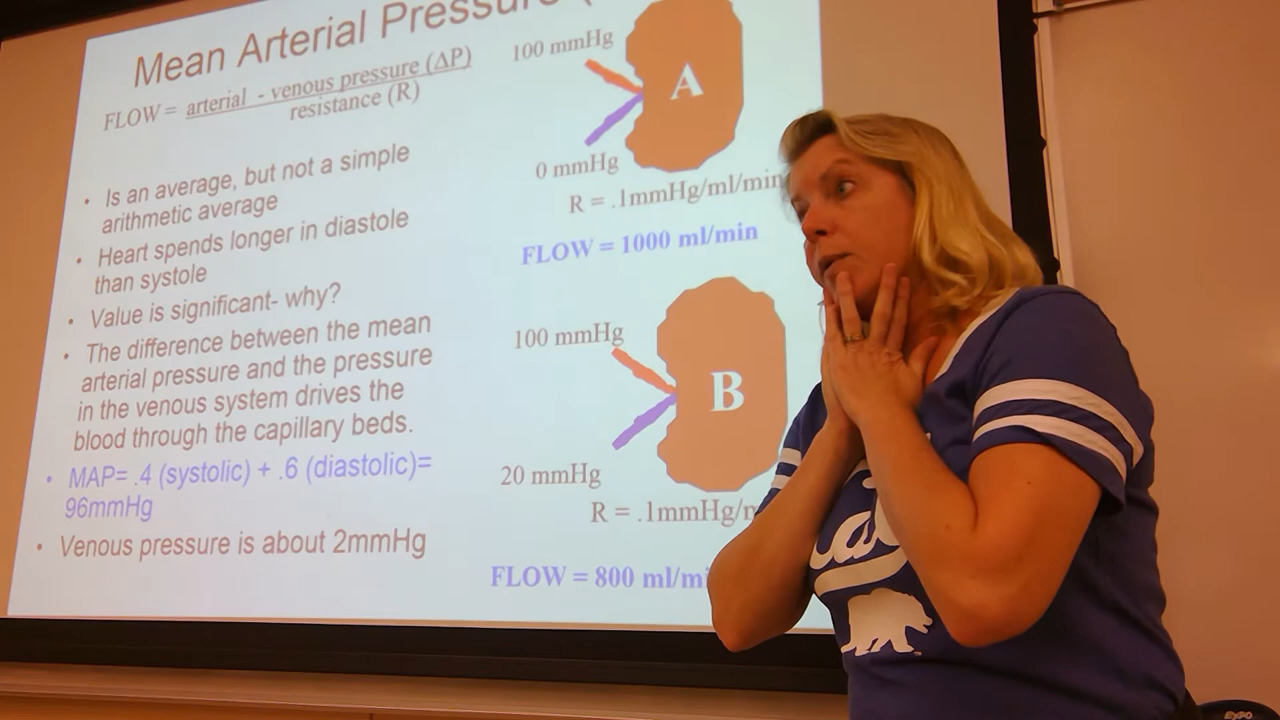 Mean Arterial Pressure (
FLOW = arterial - venous pressure (ΔP)
resistance (R)
• Is an average, but not a simple
arithmetic average
• Heart spends longer in diastole
than systole
• Value is significant- why?
• The difference between the mean
arterial pressure and the pressure
in the venous system drives the
blood through the capillary beds.
• MAP= .4 (systolic) + .6 (diastolic)=
96mmHg
• Venous pressure is about 2mmHg
100 mmHg
A
0 mmHg
R = .1mmHg/ml/min
FLOW = 1000 ml/min
100 mmHg
B
20 mmHg
R = .1mmHg/
FLOW = 800 ml/m
EXPO